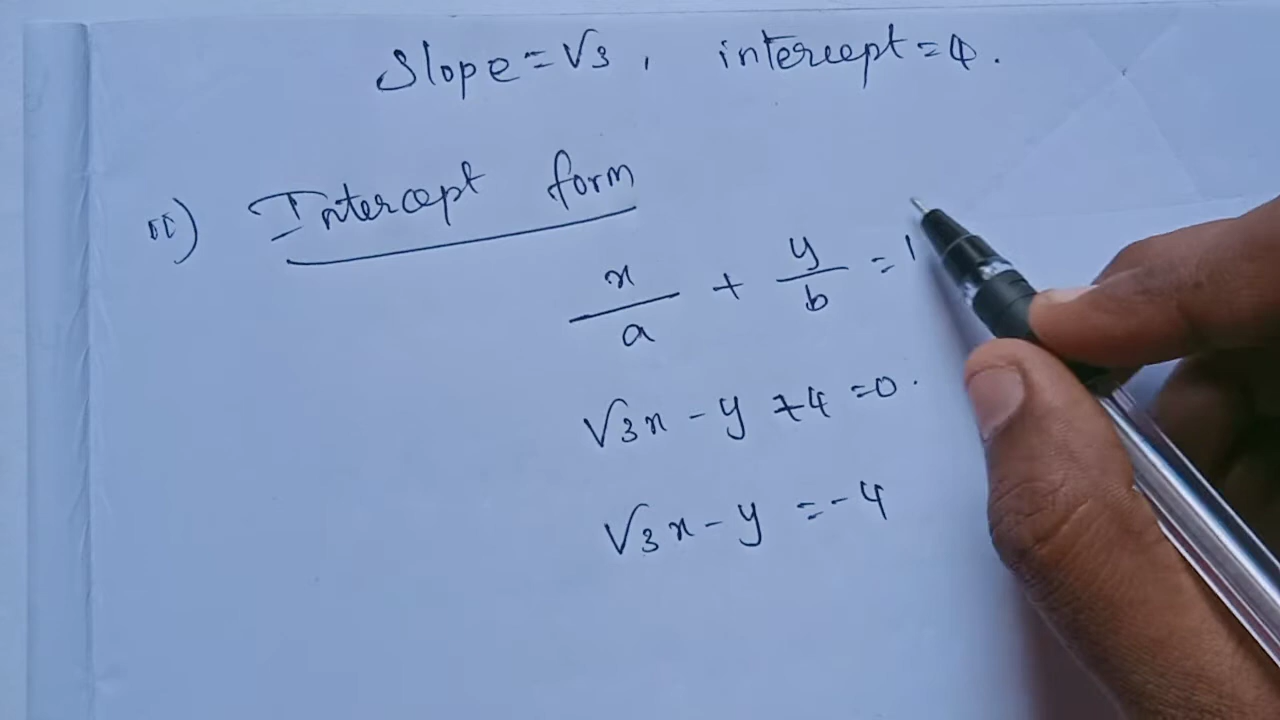 Slope = √3, intercept = 4.
ii) Intercept form
x/a + y/b = 1
√3x - y + 4 = 0.
√3x - y = -4